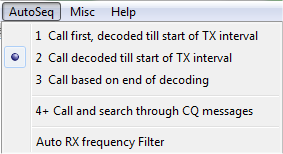 AutoSeq Misc Help
1 Call first, decoded till start of TX interval
2 Call decoded till start of TX interval
3 Call based on end of decoding
4+ Call and search through CQ messages
Auto RX frequency Filter